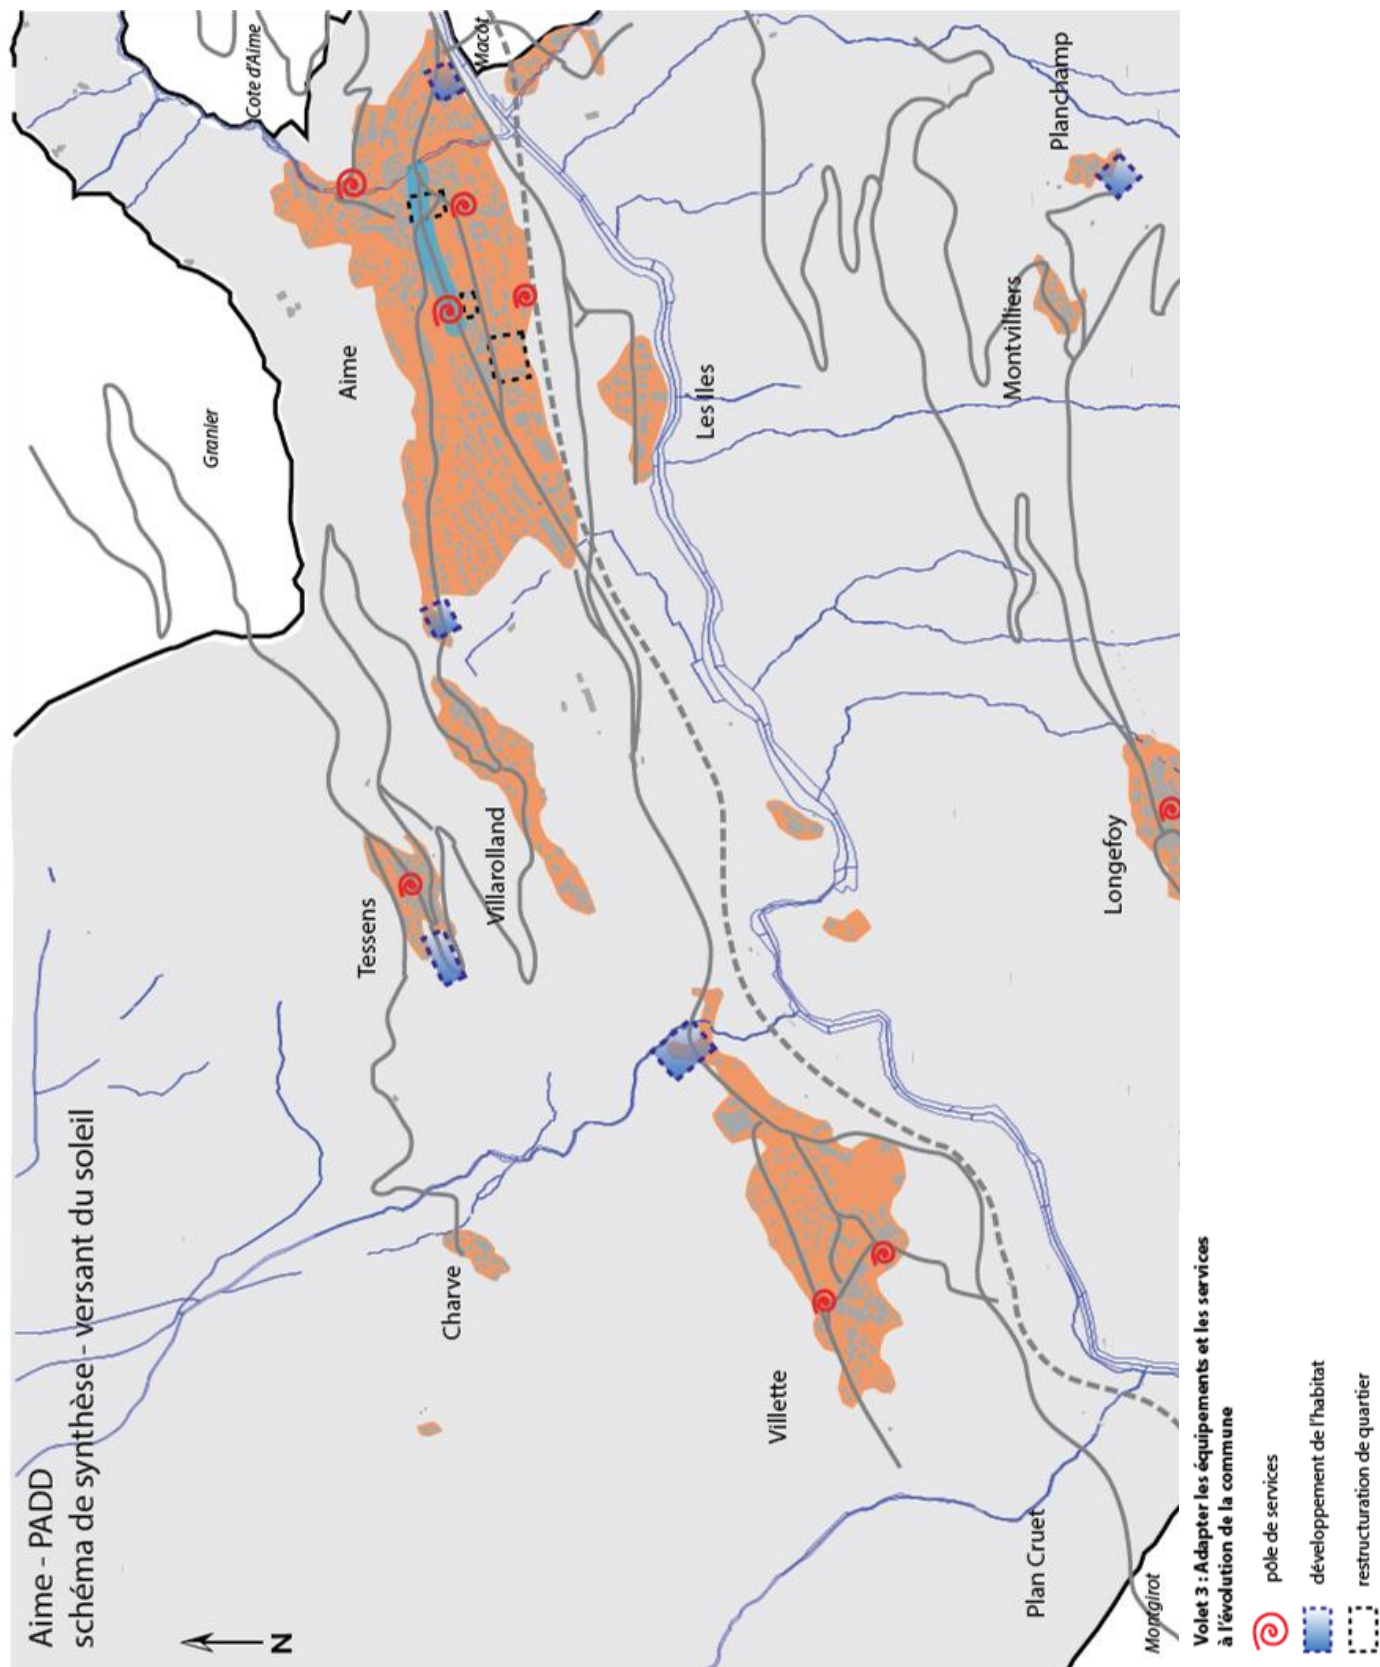 Aime - PADD
schéma de synthèse - versant du soleil
N
Granier
Cote d'Aime
Macôt
Aime
Tessens
Villarolland
Charve
Les Iles
Planchamp
Montvilliers
Longefoy
Villette
Plan Cruet
Montgirot
Volet 3 : Adapter les équipements et les services
à l'évolution de la commune
pôle de services
développement de l'habitat
restructuration de quartier